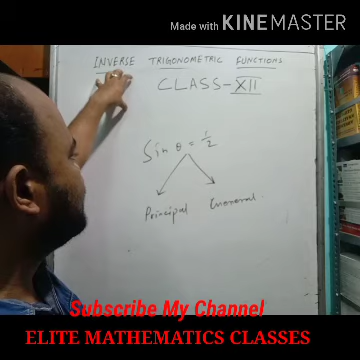 Made with KINEMASTER
INVERSE TRIGONOMETRIC FUNCTIONS
CLASS-XII
Sin θ = 1/2
Principal General
Subscribe My Channel
ELITE MATHEMATICS CLASSES